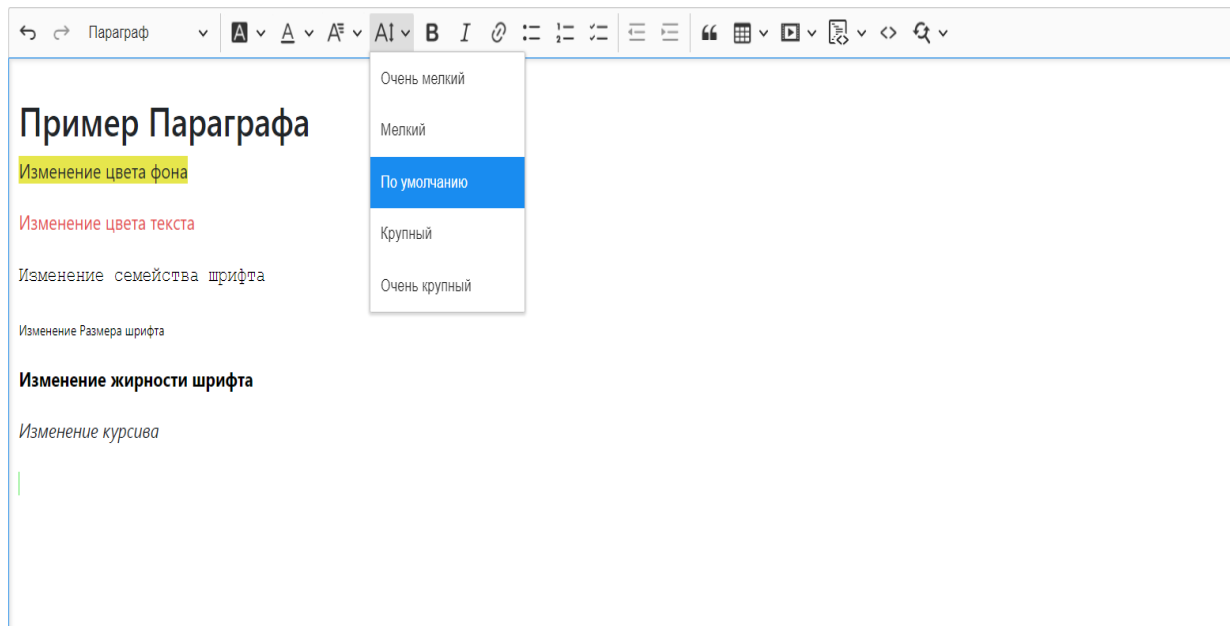 Параграф
Очень мелкий
Мелкий
По умолчанию
Крупный
Очень крупный
Пример Параграфа
Изменение цвета фона
Изменение цвета текста
Изменение семейства шрифта
Изменение Размера шрифта
Изменение жирности шрифта
Изменение курсива